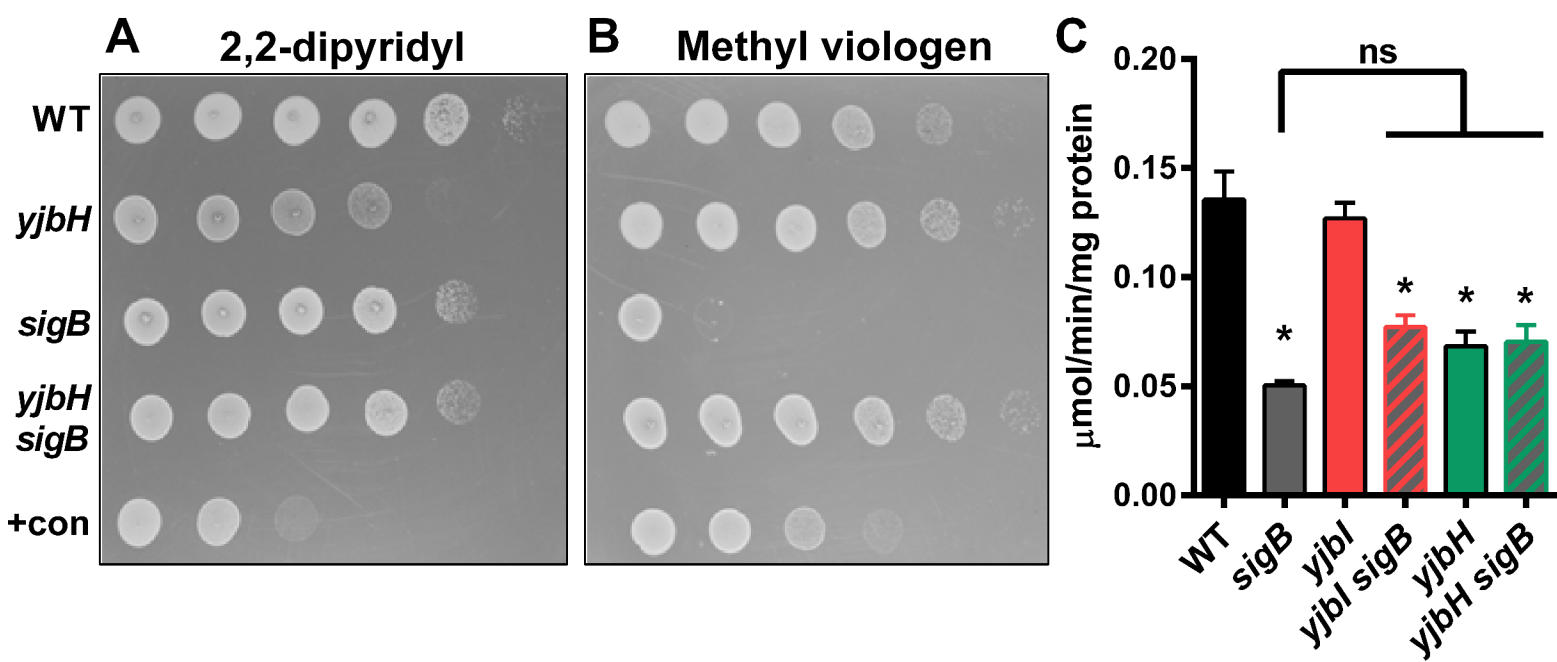 A
2,2-dipyridyl
B
Methyl viologen
C
WT
yjbH
sigB
yjbH
sigB
+con
ns
μmol/min/mg protein
0.20
0.15
0.10
0.05
0.00
*
*
*
*
WT
sigB
yjbI
yjbI sigB
yjbH
yjbH sigB